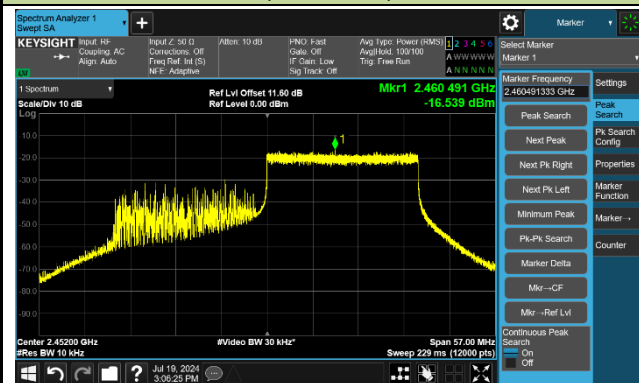 Spectrum Analyzer 1
Swept SA
Marker
KEYSIGHT
Input: RF
Coupling: AC
Align: Auto
Input Z: 50 Ω
Corrections: Off
Freq Ref: Int (S)
NFE: Adaptive
Atten: 10 dB
PNO: Fast
Gate: Off
IF Gain: Low
Sig Track: Off
Avg Type: Power (RMS)
Avg|Hold: 100/100
Trig: Free Run
1 2 3 4 5 6
A W W W W W
A N N N N N
LXI
Select Marker
Marker 1
Marker Frequency
2.460491333 GHz
Settings
Peak Search
Next Peak
Next Pk Right
Next Pk Left
Minimum Peak
Pk-Pk Search
Marker Delta
Mkr→CF
Mkr→Ref Lvl
Continuous Peak
Search
On
Off
Peak
Search
Pk Search
Config
Properties
Marker
Function
Marker→
Counter
1 Spectrum
Scale/Div 10 dB
Log
Ref Lvl Offset 11.60 dB
Ref Level 0.00 dBm
Mkr1 2.460 491 GHz
-16.539 dBm
1
-10.0
-20.0
-30.0
-40.0
-50.0
-60.0
-70.0
-80.0
-90.0
Center 2.45200 GHz
#Res BW 10 kHz
#Video BW 30 kHz*
Span 57.00 MHz
Sweep 229 ms (12000 pts)
?
Jul 19, 2024
3:06:25 PM